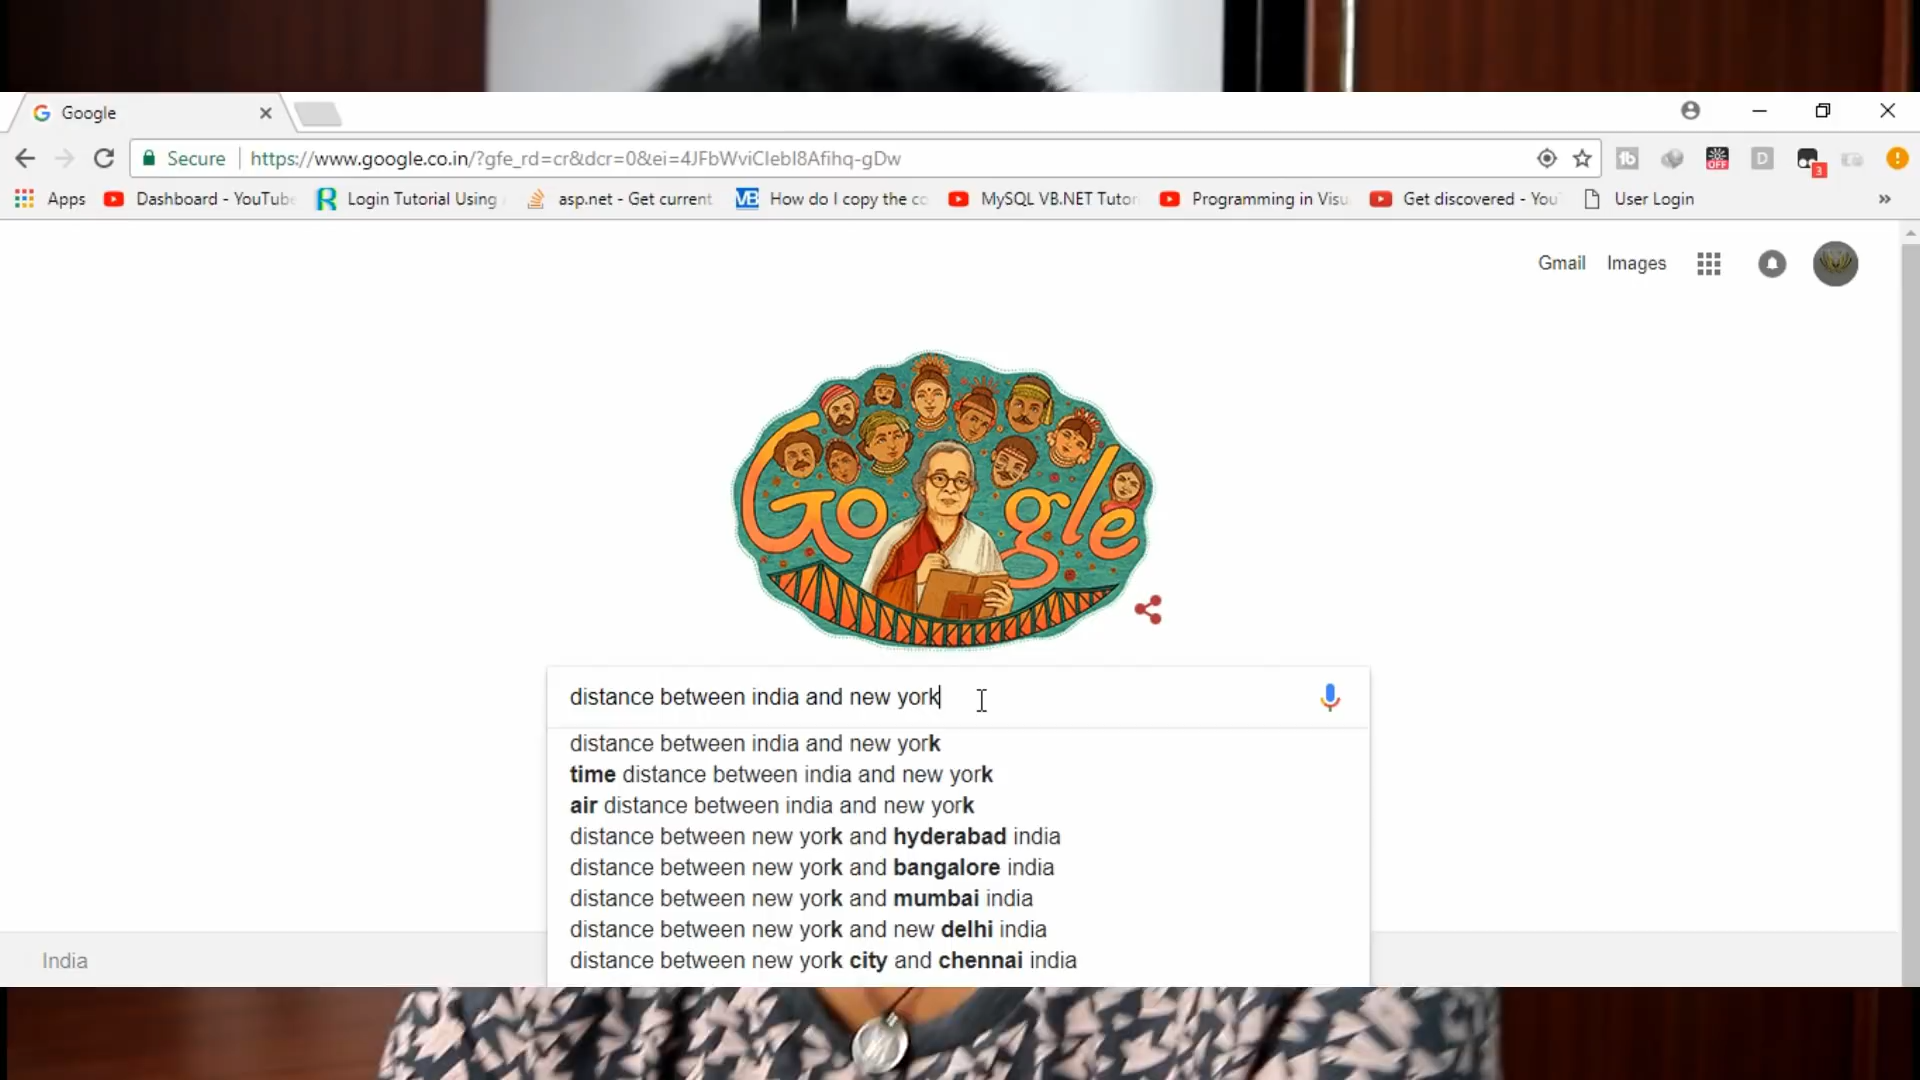 Google
Secure https://www.google.co.in/?gfe_rd=cr&dcr=0&ei=4JFbWviCIebI8Afihq-gDw
Apps Dashboard - YouTube Login Tutorial Using asp.net - Get current How do I copy the co MySQL VB.NET Tutor Programming in Visu Get discovered - You User Login »
Gmail Images
Google
distance between india and new york
distance between india and new york
time distance between india and new york
air distance between india and new york
distance between new york and hyderabad india
distance between new york and bangalore india
distance between new york and mumbai india
distance between new york and new delhi india
distance between new york city and chennai india
India